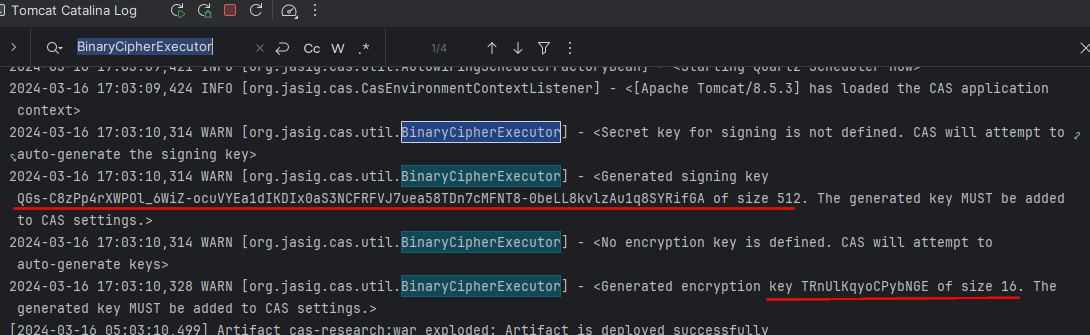 Tomcat Catalina Log
BinaryCipherExecutor
Cc W .*
1/4
2024-03-16 17:03:09,421 INFO [org.jasig.cas.util.AutowiringSchedulerFactoryBean] - <Starting Quartz Scheduler now>
2024-03-16 17:03:09,424 INFO [org.jasig.cas.CasEnvironmentContextListener] - <[Apache Tomcat/8.5.3] has loaded the CAS application
context>
2024-03-16 17:03:10,314 WARN [org.jasig.cas.util.BinaryCipherExecutor] - <Secret key for signing is not defined. CAS will attempt to
auto-generate the signing key>
2024-03-16 17:03:10,314 WARN [org.jasig.cas.util.BinaryCipherExecutor] - <Generated signing key
QGs-C8zPp4rXWPOl_6WiZ-ocuVYEa1dIKDIx0aS3NCFRFVJ7uea58TDn7cMFNT8-0beLL8kvlzAu1q8SYRifGA of size 512. The generated key MUST be added
to CAS settings.>
2024-03-16 17:03:10,314 WARN [org.jasig.cas.util.BinaryCipherExecutor] - <No encryption key is defined. CAS will attempt to
auto-generate keys>
2024-03-16 17:03:10,328 WARN [org.jasig.cas.util.BinaryCipherExecutor] - <Generated encryption key TRnUlKqyoCPybNGE of size 16. The
generated key MUST be added to CAS settings.>
[2024-03-16 05:03:10,499] Artifact cas-research:war exploded: Artifact is deployed successfully